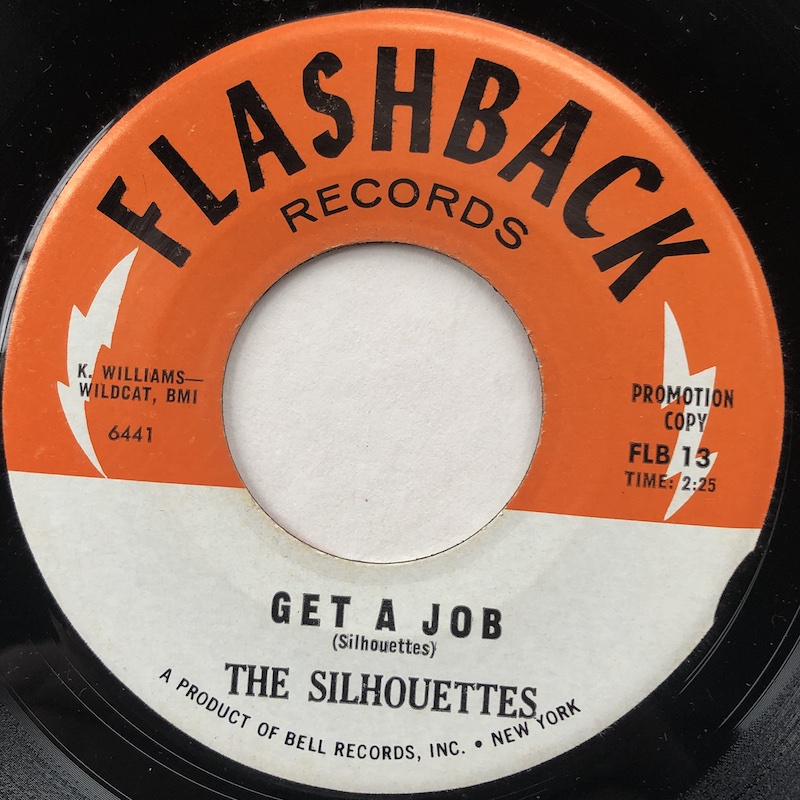 FLASHBACK
RECORDS
K. WILLIAMS—
WILDCAT, BMI
6441
PROMOTION
COPY
FLB 13
TIME: 2:25
GET A JOB
(Silhouettes)
THE SILHOUETTES
A PRODUCT OF BELL RECORDS, INC. • NEW YORK